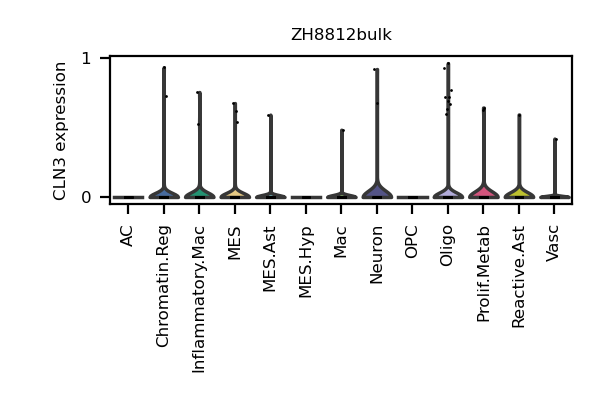 ZH8812bulk
CLN3 expression
1
0
AC
Chromatin.Reg
Inflammatory.Mac
MES
MES.Ast
MES.Hyp
Mac
Neuron
OPC
Oligo
Prolif.Metab
Reactive.Ast
Vasc